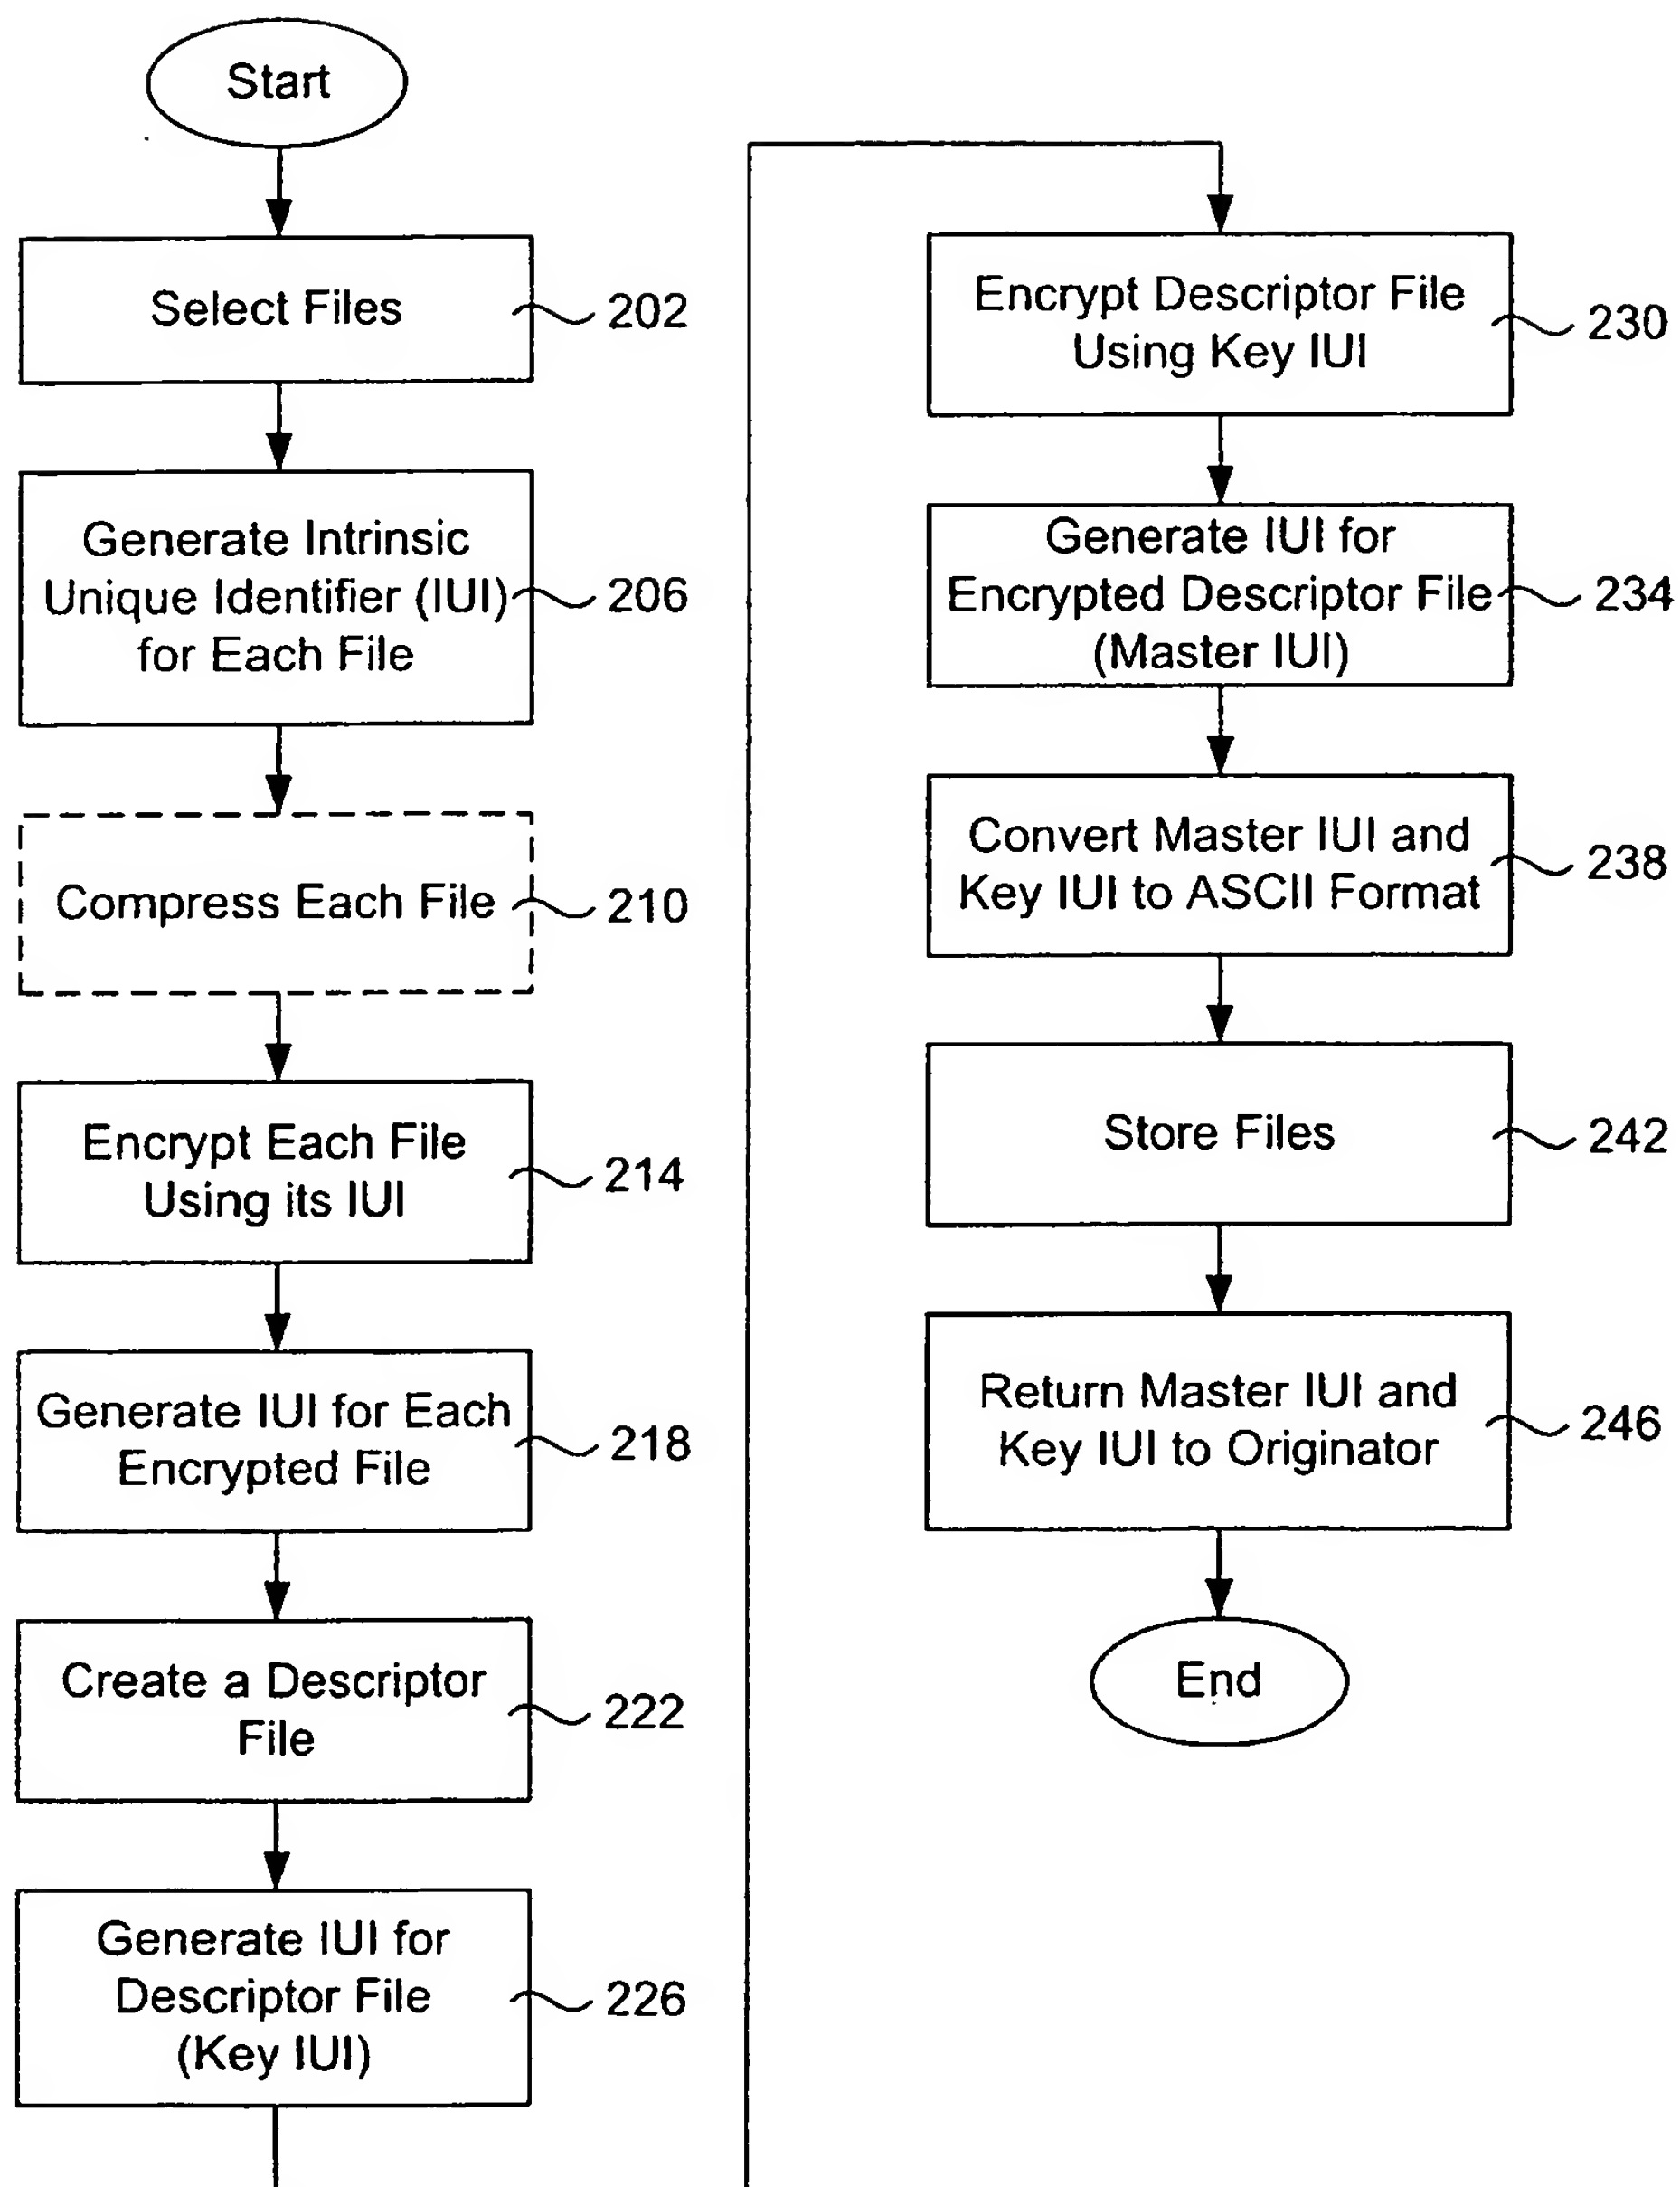 Start
Select Files
202
Generate Intrinsic
Unique Identifier (IUI)
for Each File
206
Compress Each File
210
Encrypt Each File
Using its IUI
214
Generate IUI for Each
Encrypted File
218
Create a Descriptor
File
222
Generate IUI for
Descriptor File
(Key IUI)
226
Encrypt Descriptor File
Using Key IUI
230
Generate IUI for
Encrypted Descriptor File
(Master IUI)
234
Convert Master IUI and
Key IUI to ASCII Format
238
Store Files
242
Return Master IUI and
Key IUI to Originator
246
End